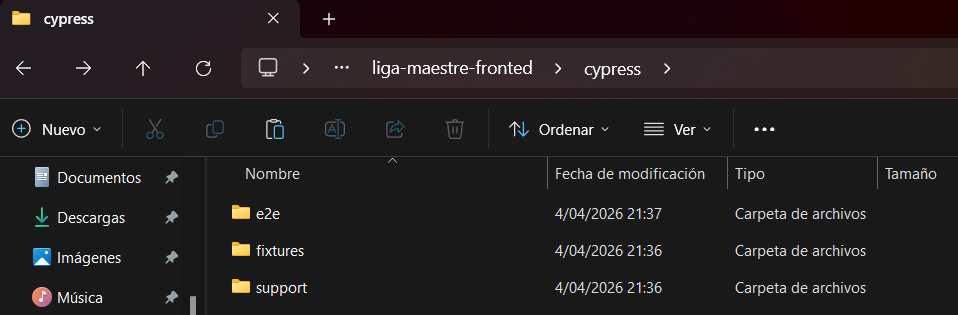 cypress
liga-maestre-fronted cypress
Nuevo Ordenar Ver
Documentos
Descargas
Imágenes
Música
Nombre Fecha de modificación Tipo Tamaño
e2e 4/04/2026 21:37 Carpeta de archivos
fixtures 4/04/2026 21:36 Carpeta de archivos
support 4/04/2026 21:36 Carpeta de archivos